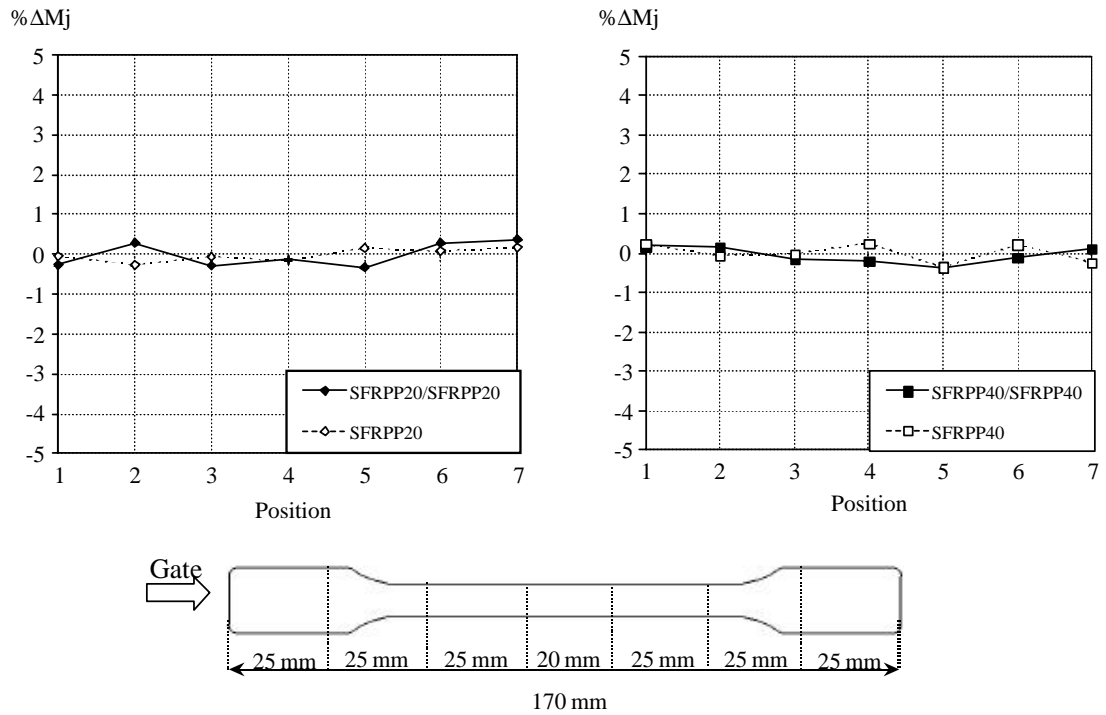 %ΔMj
5
4
3
2
1
0
-1
-2
-3
-4
-5
1 2 3 4 5 6 7
Position
SFRPP20/SFRPP20
SFRPP20
%ΔMj
5
4
3
2
1
0
-1
-2
-3
-4
-5
1 2 3 4 5 6 7
Position
SFRPP40/SFRPP40
SFRPP40
Gate
25 mm 25 mm 25 mm 20 mm 25 mm 25 mm 25 mm
170 mm